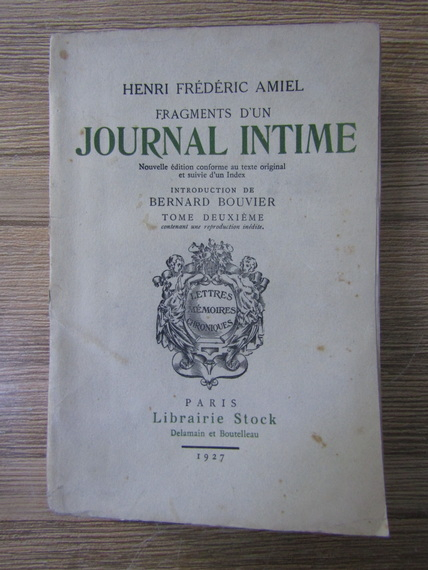 HENRI FRÉDÉRIC AMIEL
FRAGMENTS D'UN
JOURNAL INTIME
Nouvelle édition conforme au texte original
et suivie d'un Index
INTRODUCTION DE
BERNARD BOUVIER
TOME DEUXIÈME
contenant une reproduction inédite.
LETTRES
MÉMOIRES
CHRONIQUES
PARIS
Librairie Stock
Delamain et Boutelleau
1927